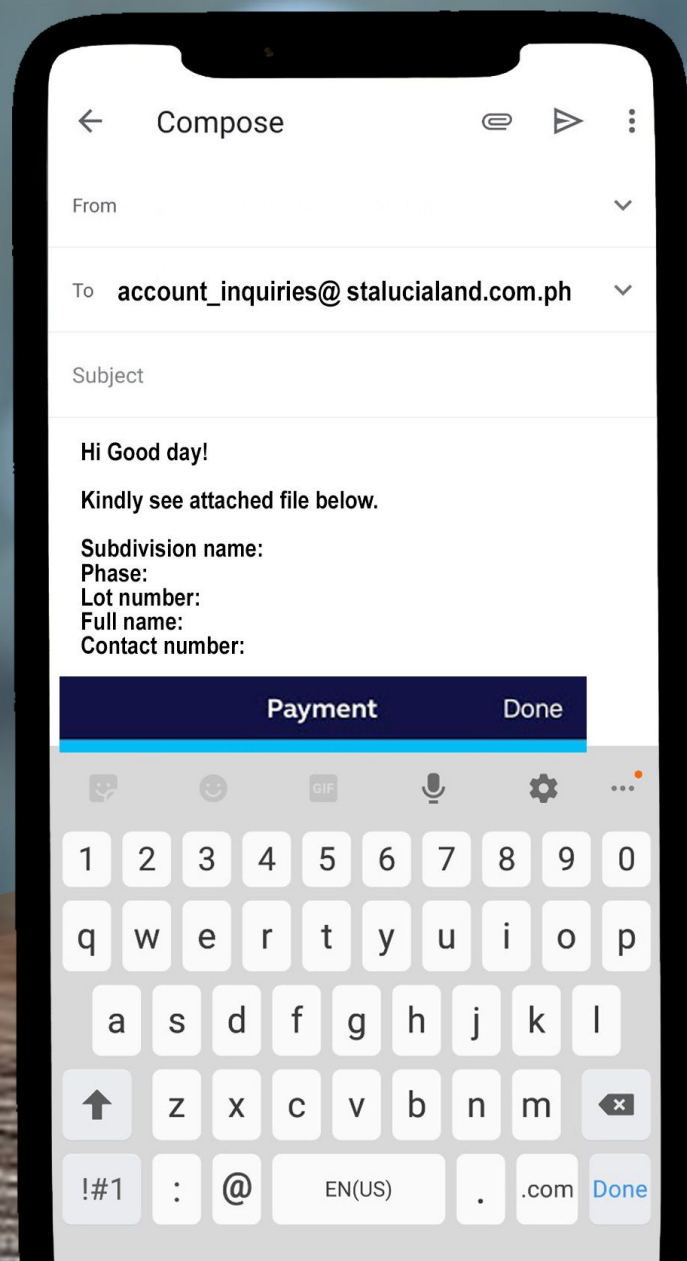 Compose
From
To account_inquiries@ stalucialand.com.ph
Subject
Hi Good day!
Kindly see attached file below.
Subdivision name:
Phase:
Lot number:
Full name:
Contact number:
Payment Done
GIF
1 2 3 4 5 6 7 8 9 0
q w e r t y u i o p
a s d f g h j k l
z x c v b n m
!#1 : @ EN(US) . .com Done